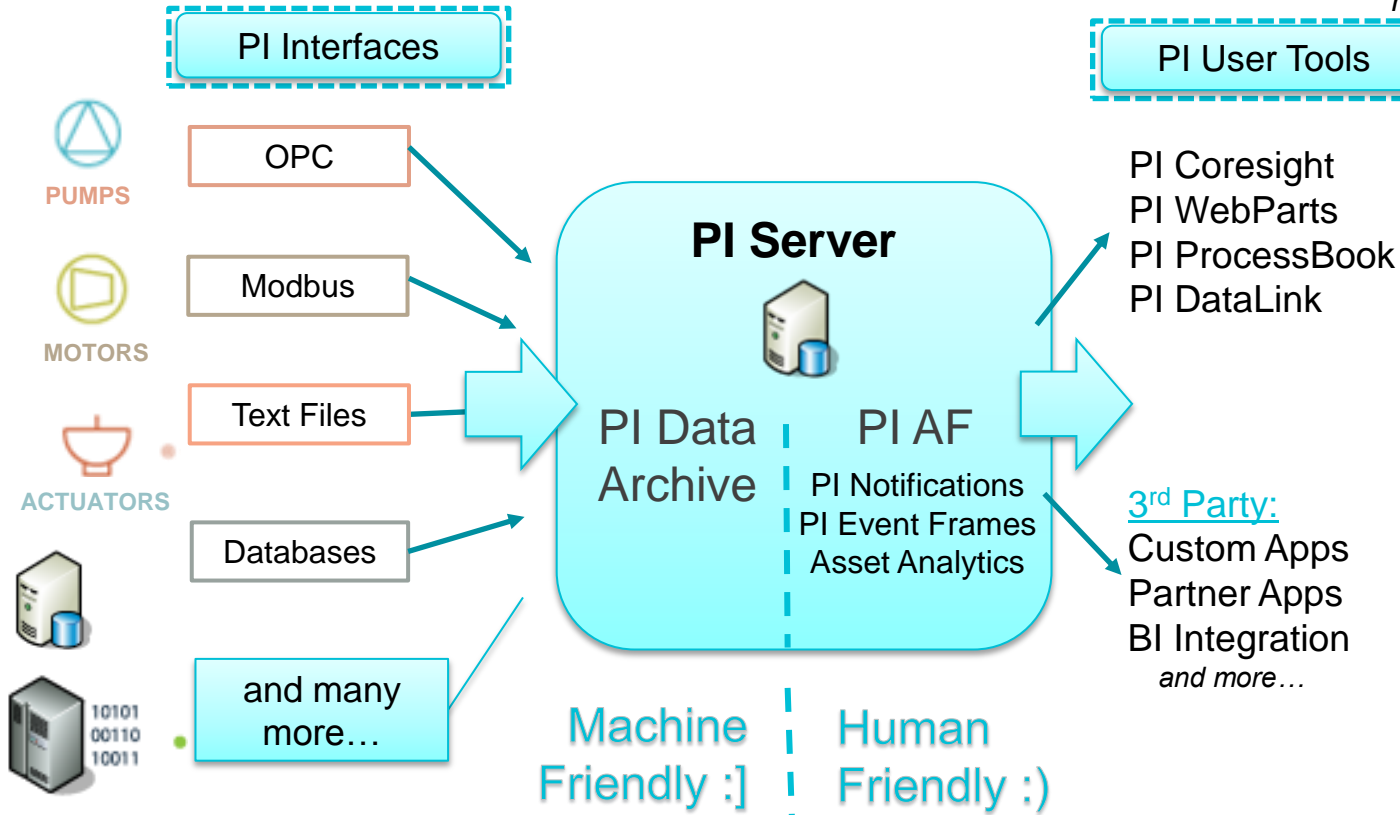 PI Interfaces
PUMPS
MOTORS
ACTUATORS
OPC
Modbus
Text Files
Databases
and many
more…
10101
00110
10011
PI Server
PI Data
Archive
PI AF
PI Notifications
PI Event Frames
Asset Analytics
Machine
Friendly :]
Human
Friendly :)
PI User Tools
PI Coresight
PI WebParts
PI ProcessBook
PI DataLink
3rd Party:
Custom Apps
Partner Apps
BI Integration
and more…